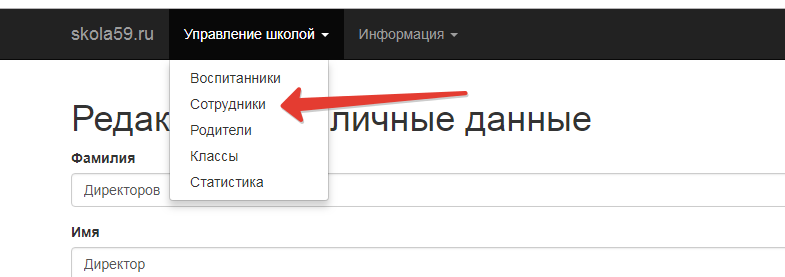 skola59.ru Управление школой Информация
Воспитанники
Сотрудники
Редак личные данные
Родители
Фамилия
Классы
Статистика
Директоров
Имя
Директор